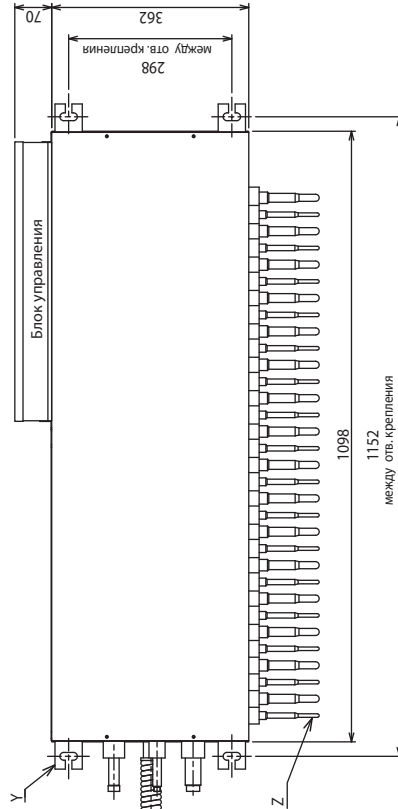 70
362
298
между отв. крепления
Блок управления
1098
1152
между отв. крепления
Y
Z